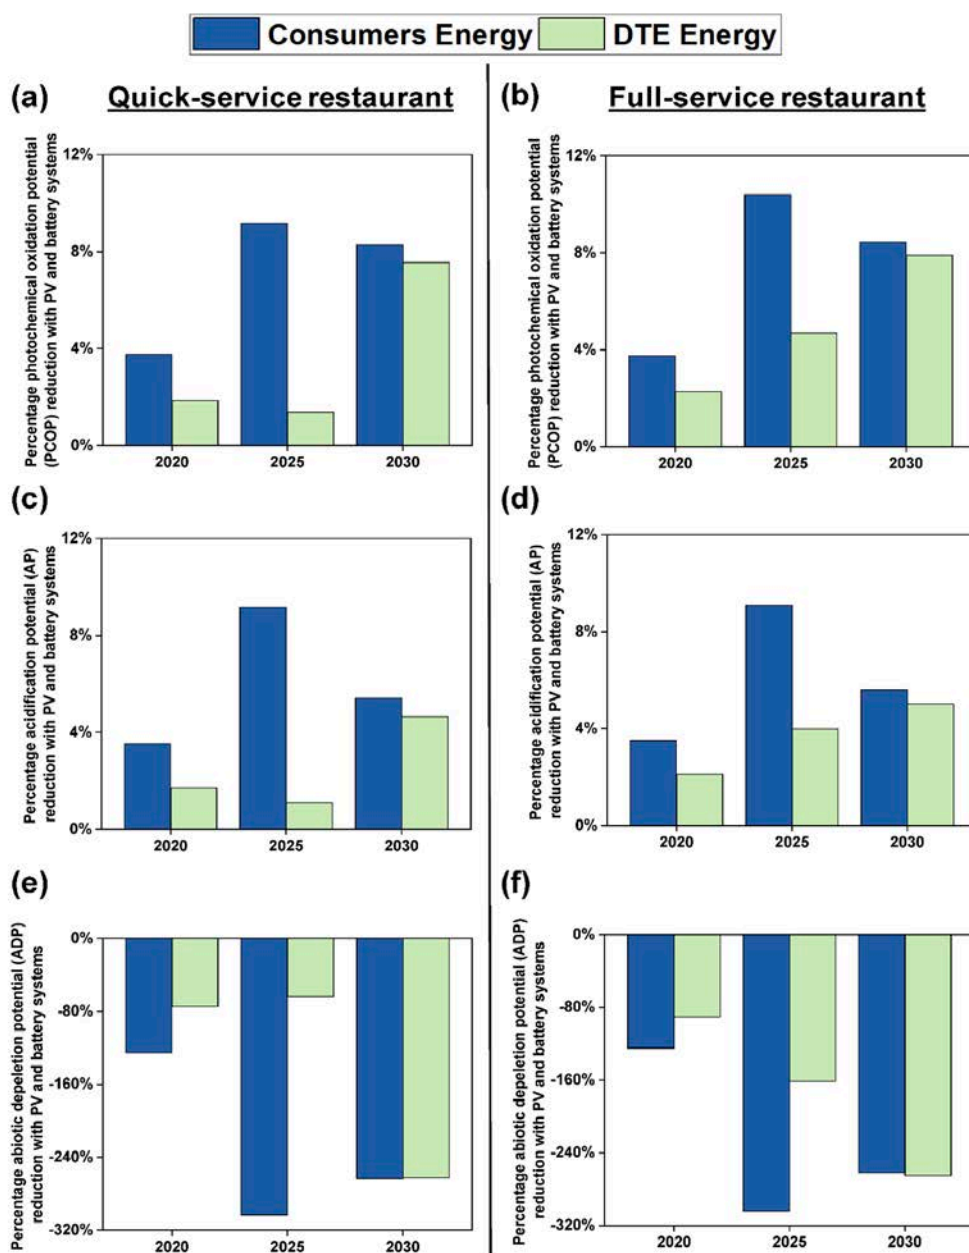 Consumers Energy DTE Energy
(a) Quick-service restaurant
Percentage photochemical oxidation potential
(PCOP) reduction with PV and battery systems
12%
8%
4%
0%
2020 2025 2030
(b) Full-service restaurant
Percentage photochemical oxidation potential
(PCOP) reduction with PV and battery systems
12%
8%
4%
0%
2020 2025 2030
(c)
Percentage acidification potential (AP)
reduction with PV and battery systems
12%
8%
4%
0%
2020 2025 2030
(d)
Percentage acidification potential (AP)
reduction with PV and battery systems
12%
8%
4%
0%
2020 2025 2030
(e)
Percentage abiotic depeletion potential (ADP)
reduction with PV and battery systems
0%
-80%
-160%
-240%
-320%
2020 2025 2030
(f)
Percentage abiotic depeletion potential (ADP)
reduction with PV and battery systems
0%
-80%
-160%
-240%
-320%
2020 2025 2030